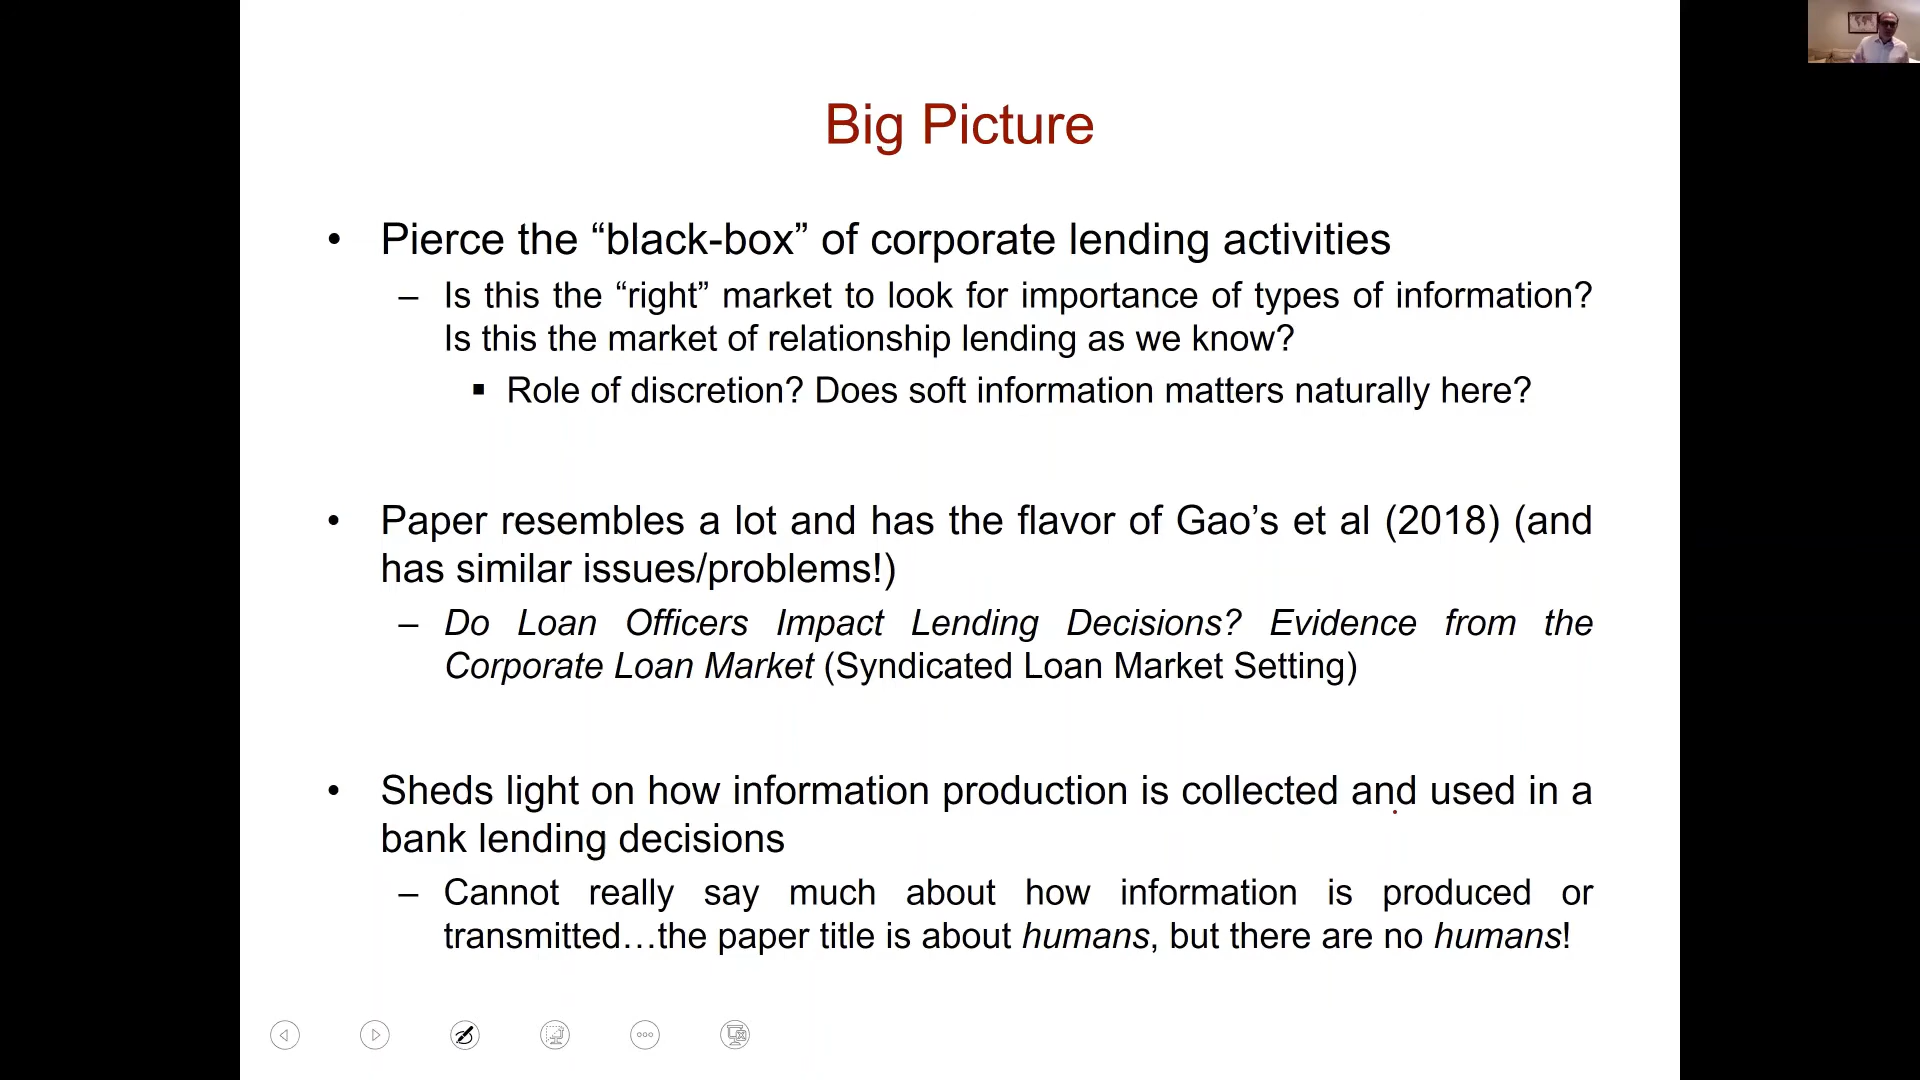 Big Picture
• Pierce the “black-box” of corporate lending activities
– Is this the “right” market to look for importance of types of information?
Is this the market of relationship lending as we know?
▪ Role of discretion? Does soft information matters naturally here?
• Paper resembles a lot and has the flavor of Gao’s et al (2018) (and
has similar issues/problems!)
– Do Loan Officers Impact Lending Decisions? Evidence from the
Corporate Loan Market (Syndicated Loan Market Setting)
• Sheds light on how information production is collected and used in a
bank lending decisions
– Cannot really say much about how information is produced or
transmitted…the paper title is about humans, but there are no humans!